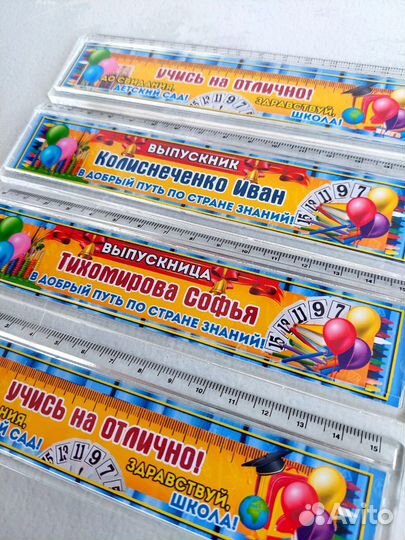 УЧИСЬ НА ОТЛИЧНО!
ДО СВИДАНИЯ,
ДЕТСКИЙ САД!
ЗДРАВСТВУЙ,
ШКОЛА!
ВЫПУСКНИК
Колисниченко Иван
В ДОБРЫЙ ПУТЬ ПО СТРАНЕ ЗНАНИЙ!
ВЫПУСКНИЦА
Тихомирова Софья
В ДОБРЫЙ ПУТЬ ПО СТРАНЕ ЗНАНИЙ!
УЧИСЬ НА ОТЛИЧНО!
ЗДРАВСТВУЙ,
ШКОЛА!
Avito